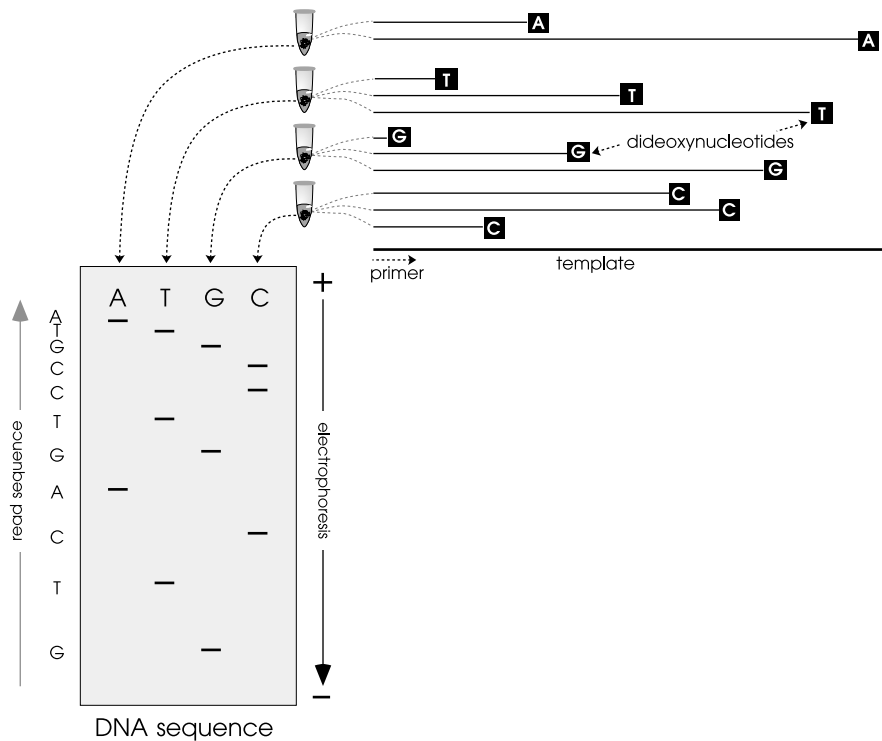 A
A
T
T
T
G
dideoxynucleotides
G
G
C
C
C
primer
template
+
A T G C
A
T
G
C
C
T
G
A
C
T
G
read sequence
electrophoresis
–
DNA sequence